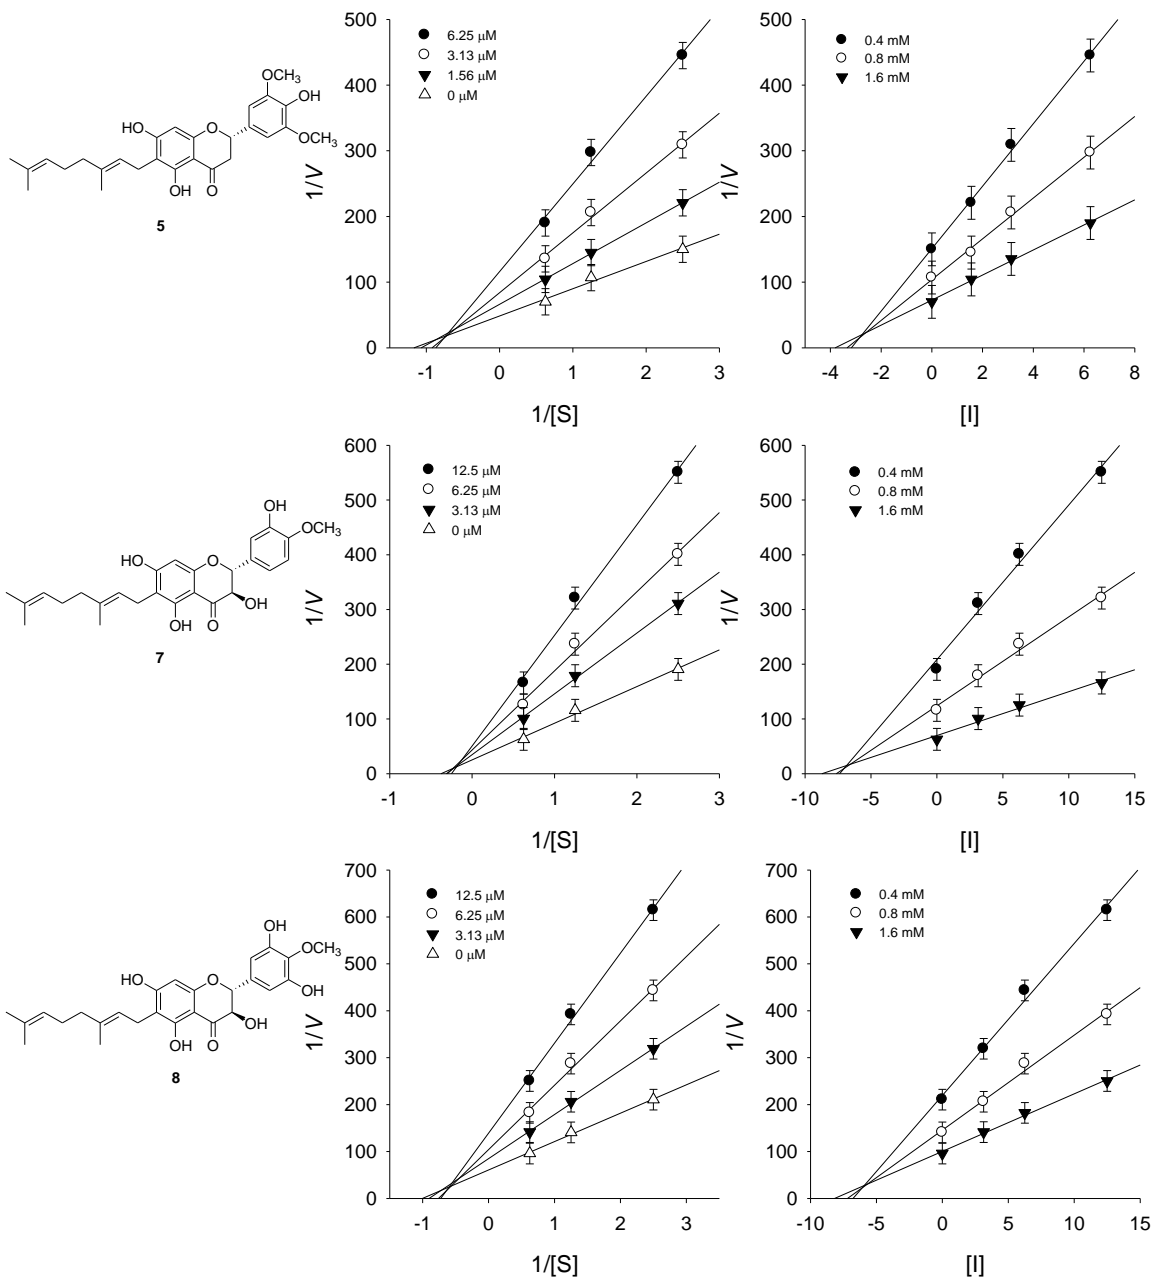 OCH3
OH
OCH3
HO
O
OH
O
5
1/V
500
400
300
200
100
0
6.25 μM
3.13 μM
1.56 μM
0 μM
-1 0 1 2 3
1/[S]
1/V
500
400
300
200
100
0
0.4 mM
0.8 mM
1.6 mM
-4 -2 0 2 4 6 8
[I]
OH
OCH3
HO
O
OH
OH
O
7
1/V
600
500
400
300
200
100
0
12.5 μM
6.25 μM
3.13 μM
0 μM
-1 0 1 2 3
1/[S]
1/V
600
500
400
300
200
100
0
0.4 mM
0.8 mM
1.6 mM
-10 -5 0 5 10 15
[I]
OH
OCH3
OH
HO
O
OH
OH
O
8
1/V
700
600
500
400
300
200
100
0
12.5 μM
6.25 μM
3.13 μM
0 μM
-1 0 1 2 3
1/[S]
1/V
700
600
500
400
300
200
100
0
0.4 mM
0.8 mM
1.6 mM
-10 -5 0 5 10 15
[I]